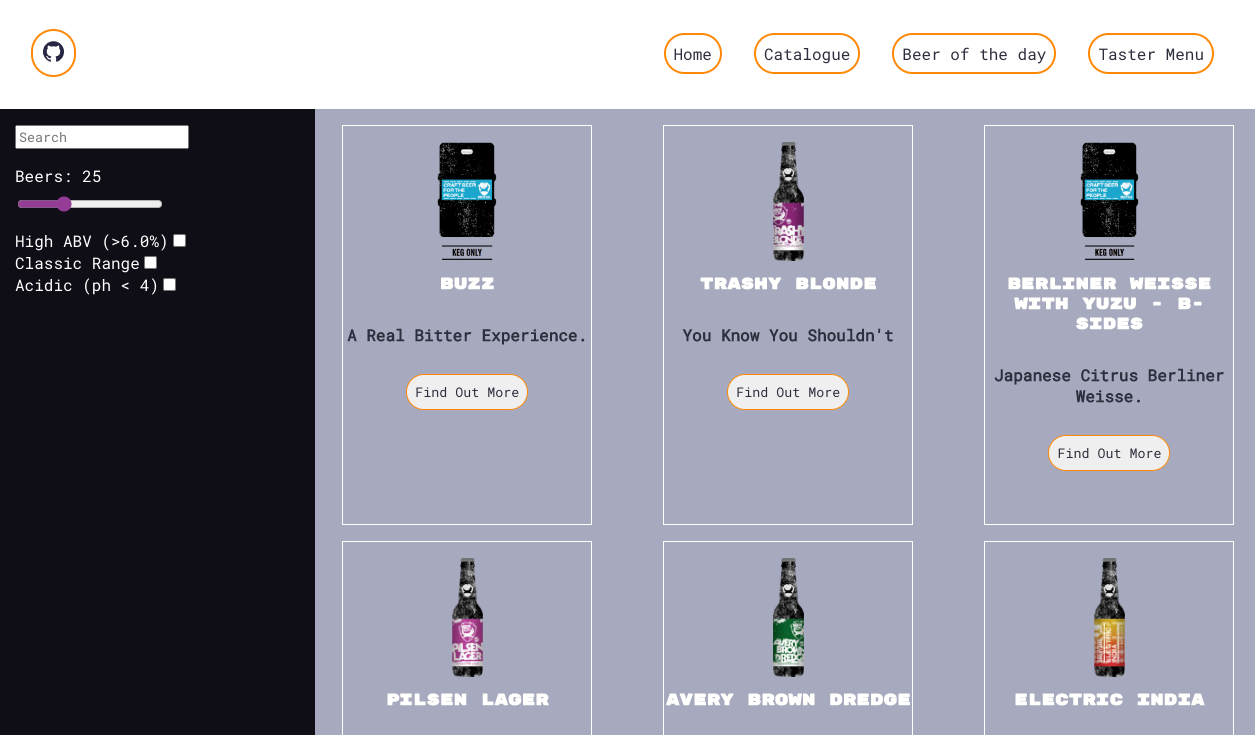 Home
Catalogue
Beer of the day
Taster Menu
Search
Beers: 25
High ABV (>6.0%)
Classic Range
Acidic (ph < 4)
CRAFT BEER
FOR THE
PEOPLE
KEG ONLY
BUZZ
A Real Bitter Experience.
Find Out More
TRASHY
BLONDE
TRASHY BLONDE
You Know You Shouldn't
Find Out More
CRAFT BEER
FOR THE
PEOPLE
KEG ONLY
BERLINER WEISSE
WITH YUZU - B-
SIDES
Japanese Citrus Berliner
Weisse.
Find Out More
PILSEN
LAGER
PILSEN LAGER
AVERY
BROWN
DREDGE
AVERY BROWN DREDGE
ELECTRIC INDIA